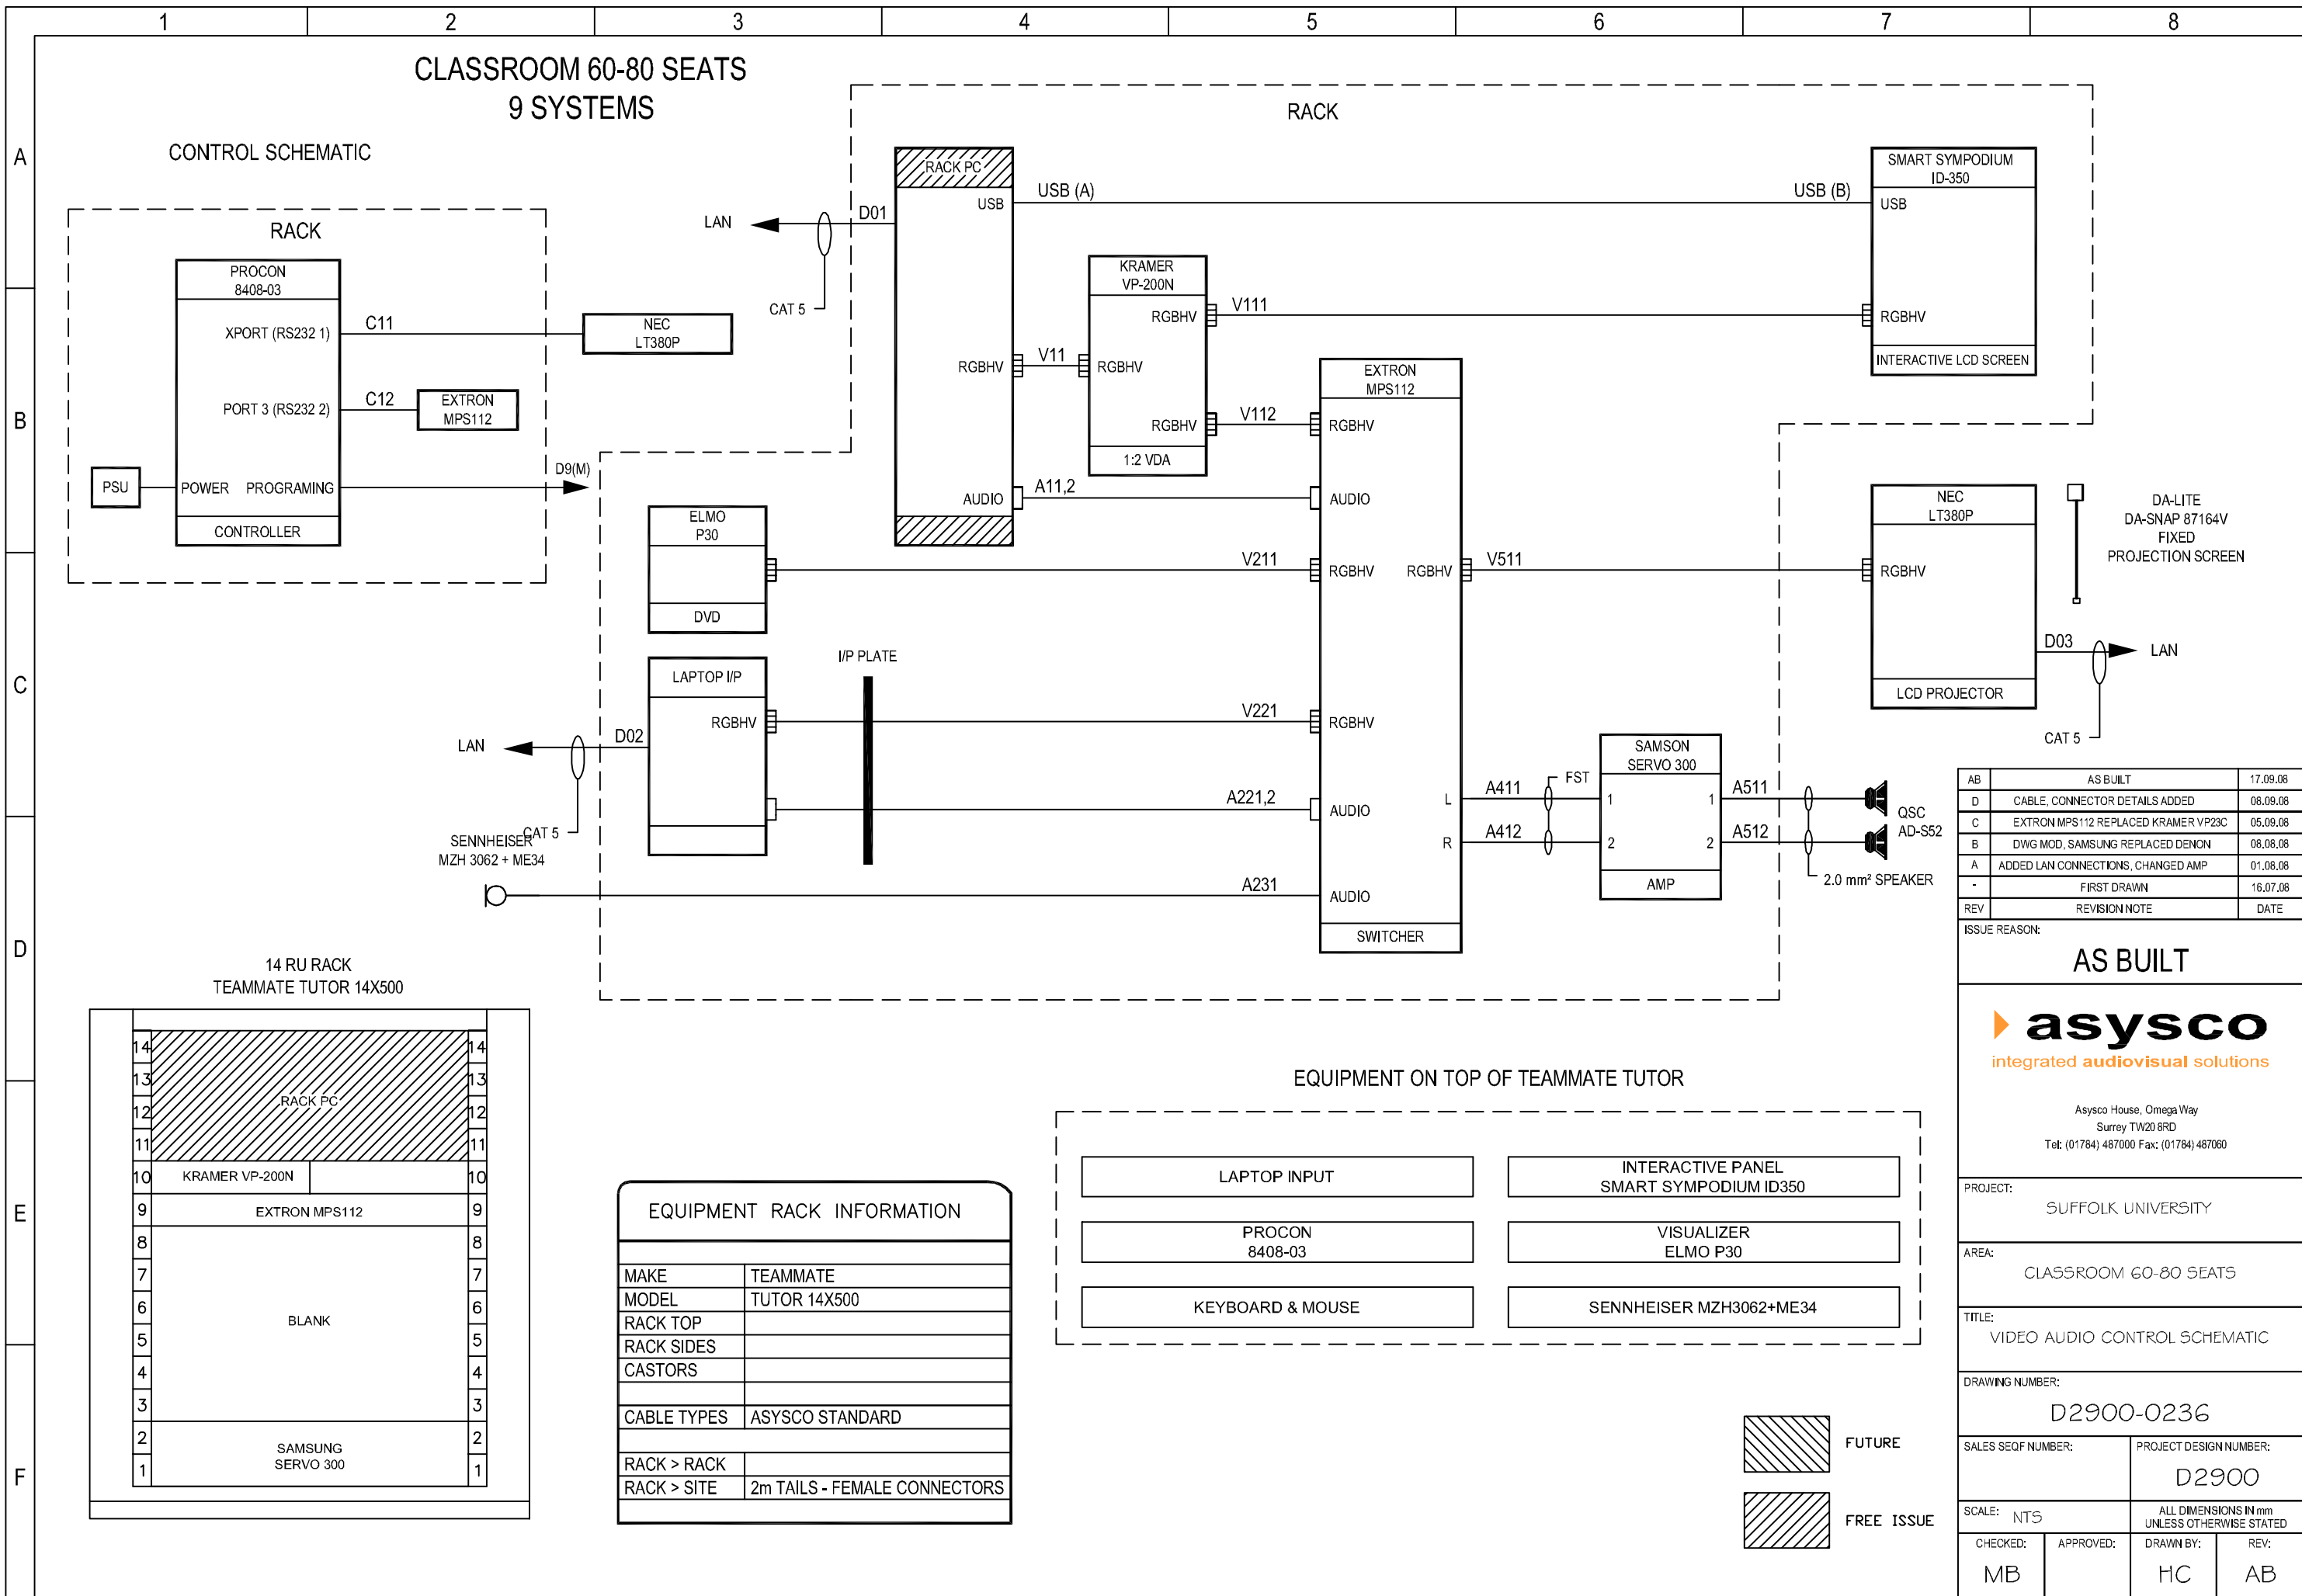 1 2 3 4 5 6 7 8
A
B
C
D
E
F
CLASSROOM 60-80 SEATS
9 SYSTEMS
CONTROL SCHEMATIC
RACK
PROCON
8408-03
XPORT (RS232 1)
PORT 3 (RS232 2)
POWER PROGRAMING
CONTROLLER
PSU
C11
NEC
LT380P
C12
EXTRON
MPS112
D9(M)
RACK
RACK PC
USB
RGBHV
AUDIO
LAN
D01
CAT 5
USB (A)
USB (B)
SMART SYMPODIUM
ID-350
USB
RGBHV
INTERACTIVE LCD SCREEN
KRAMER
VP-200N
RGBHV
RGBHV
RGBHV
1:2 VDA
V11
V111
V112
A11,2
EXTRON
MPS112
RGBHV
AUDIO
RGBHV RGBHV
RGBHV
AUDIO
L
R
AUDIO
SWITCHER
ELMO
P30
DVD
V211
LAPTOP I/P
RGBHV
I/P PLATE
V221
A221,2
LAN
D02
CAT 5
SENNHEISER
MZH 3062 + ME34
A231
V511
NEC
LT380P
RGBHV
LCD PROJECTOR
DA-LITE
DA-SNAP 87164V
FIXED
PROJECTION SCREEN
D03
LAN
CAT 5
A411
A412
FST
SAMSON
SERVO 300
1 1
2 2
AMP
A511
A512
QSC
AD-S52
2.0 mm² SPEAKER
14 RU RACK
TEAMMATE TUTOR 14X500
14 14
13 13
RACK PC
12 12
11 11
10 KRAMER VP-200N 10
9 EXTRON MPS112 9
8 8
7 7
6 6
BLANK
5 5
4 4
3 3
2 2
SAMSUNG
SERVO 300
1 1
EQUIPMENT RACK INFORMATION
MAKE TEAMMATE
MODEL TUTOR 14X500
RACK TOP
RACK SIDES
CASTORS
CABLE TYPES ASYSCO STANDARD
RACK > RACK
RACK > SITE 2m TAILS - FEMALE CONNECTORS
EQUIPMENT ON TOP OF TEAMMATE TUTOR
LAPTOP INPUT
INTERACTIVE PANEL
SMART SYMPODIUM ID350
PROCON
8408-03
VISUALIZER
ELMO P30
KEYBOARD & MOUSE
SENNHEISER MZH3062+ME34
FUTURE
FREE ISSUE
AB AS BUILT 17.09.08
D CABLE, CONNECTOR DETAILS ADDED 08.09.08
C EXTRON MPS112 REPLACED KRAMER VP23C 05.09.08
B DWG MOD, SAMSUNG REPLACED DENON 08.08.08
A ADDED LAN CONNECTIONS, CHANGED AMP 01.08.08
- FIRST DRAWN 16.07.08
REV REVISION NOTE DATE
ISSUE REASON:
AS BUILT
asysco
integrated audiovisual solutions
Asysco House, Omega Way
Surrey TW20 8RD
Tel: (01784) 487000 Fax: (01784) 487060
PROJECT:
SUFFOLK UNIVERSITY
AREA:
CLASSROOM 60-80 SEATS
TITLE:
VIDEO AUDIO CONTROL SCHEMATIC
DRAWING NUMBER:
D2900-0236
SALES SEQF NUMBER: PROJECT DESIGN NUMBER:
D2900
SCALE: NTS
ALL DIMENSIONS IN mm
UNLESS OTHERWISE STATED
CHECKED: APPROVED: DRAWN BY: REV:
MB HC AB